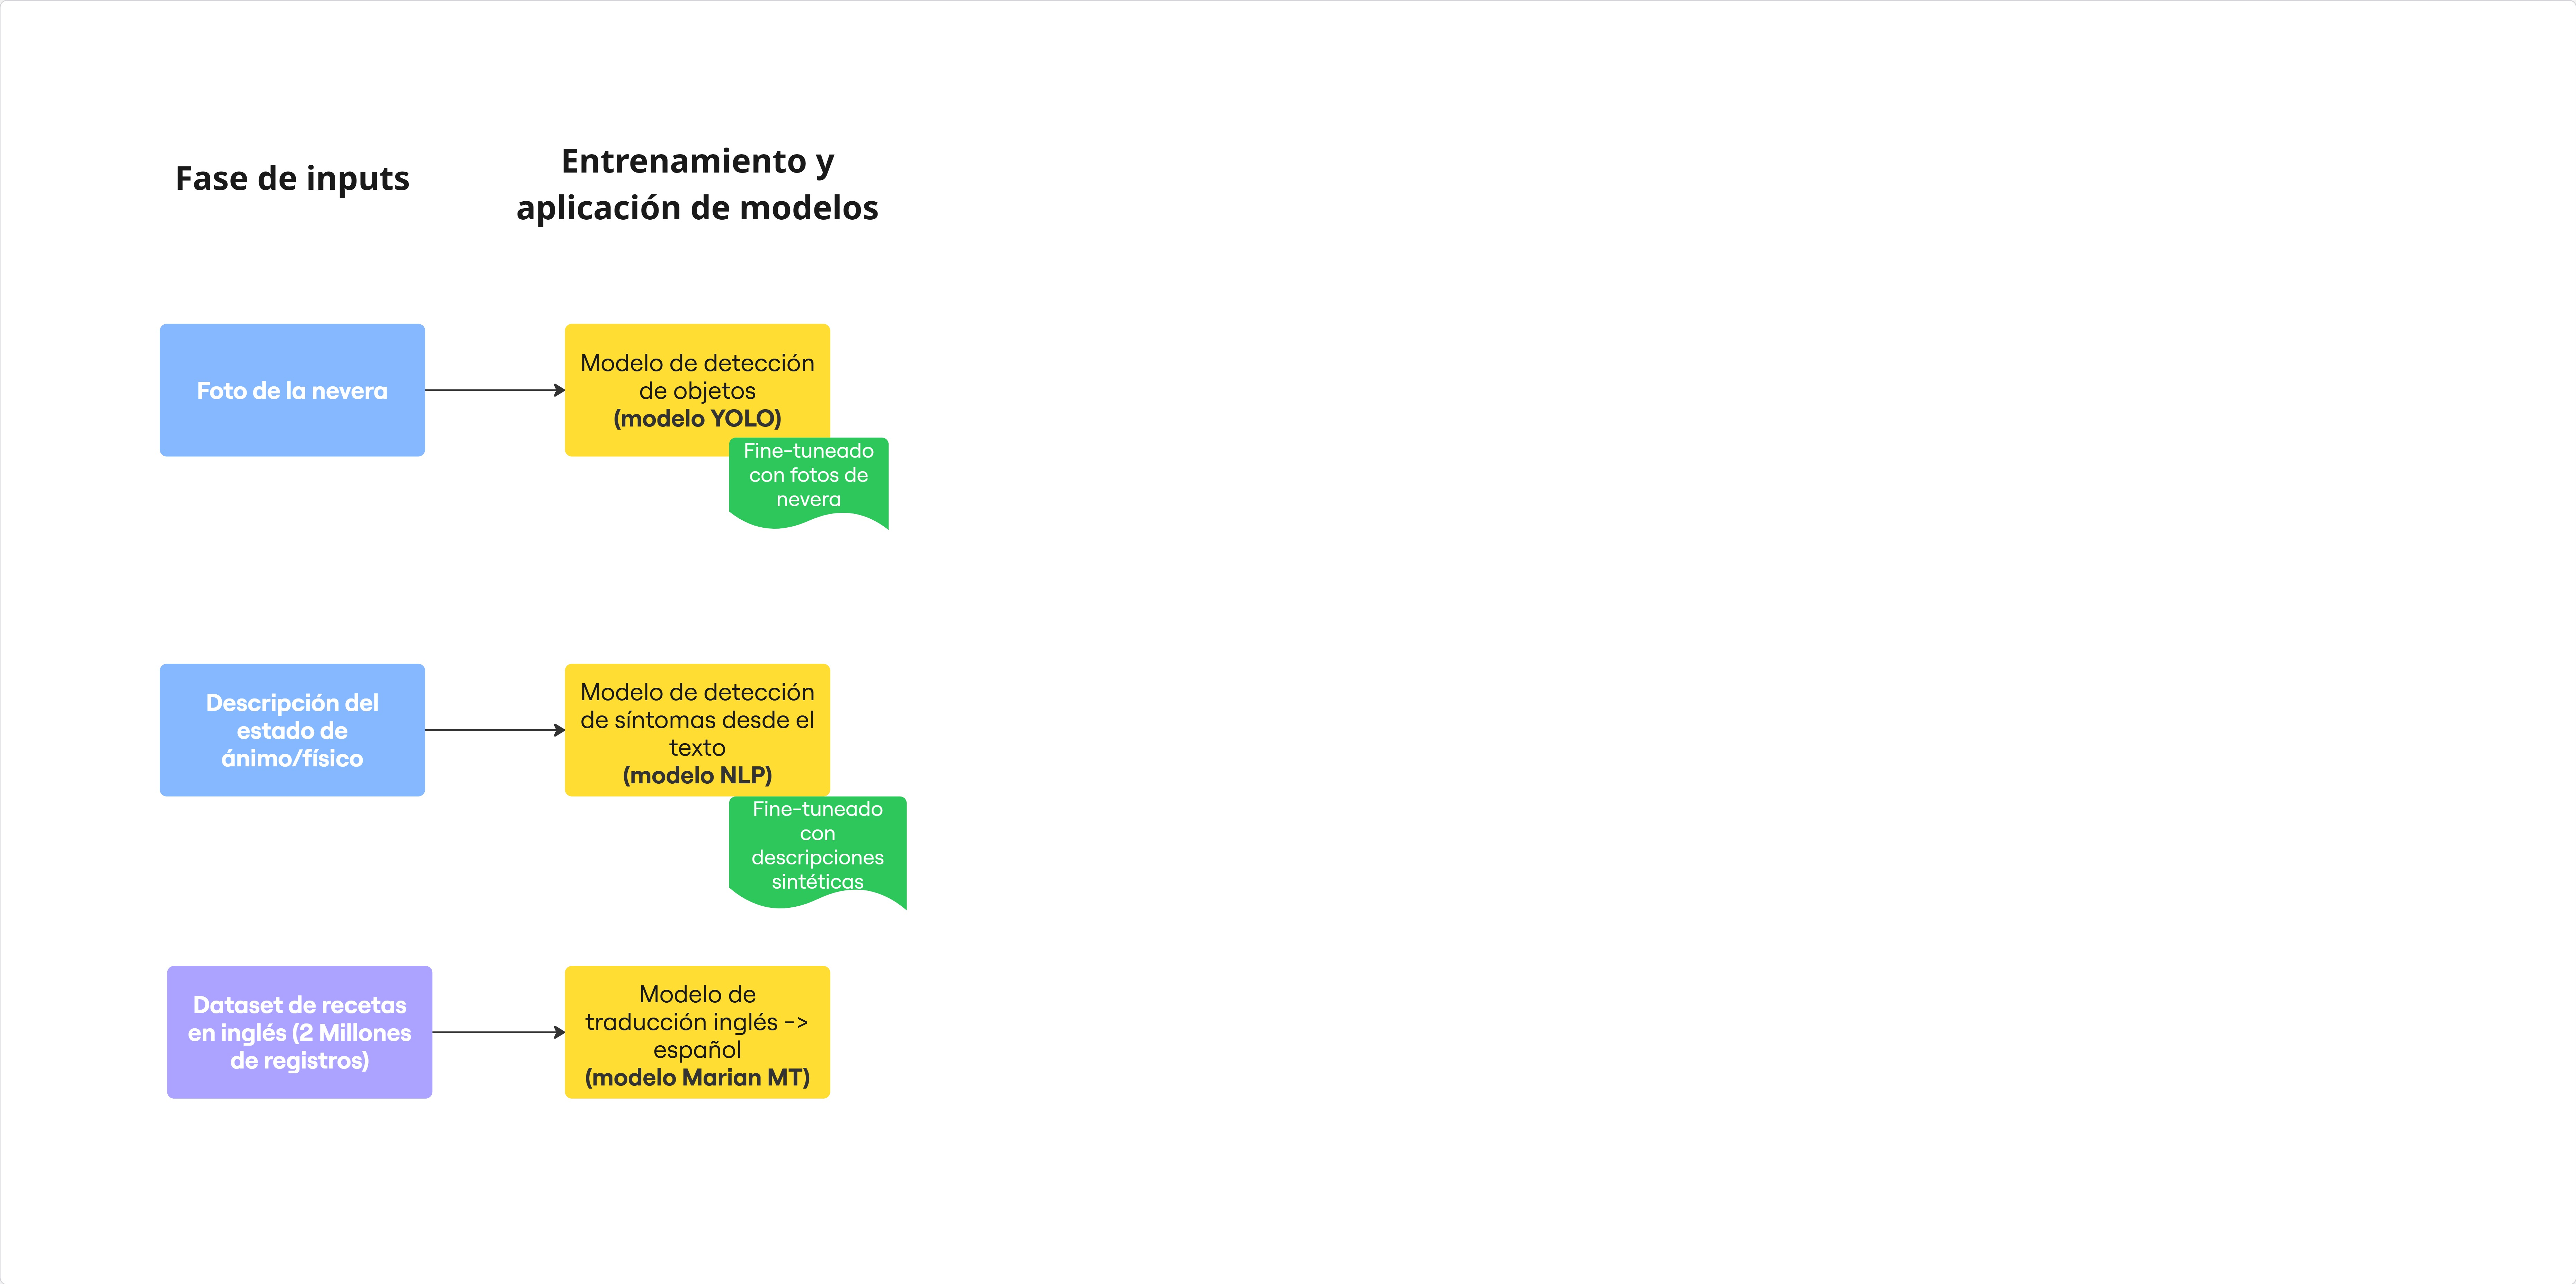 Fase de inputs
Entrenamiento y
aplicación de modelos
Foto de la nevera
Modelo de detección
de objetos
(modelo YOLO)
Fine-tuneado
con fotos de
nevera
Descripción del
estado de
ánimo/físico
Modelo de detección
de síntomas desde el
texto
(modelo NLP)
Fine-tuneado
con
descripciones
sintéticas
Dataset de recetas
en inglés (2 Millones
de registros)
Modelo de
traducción inglés ->
español
(modelo Marian MT)